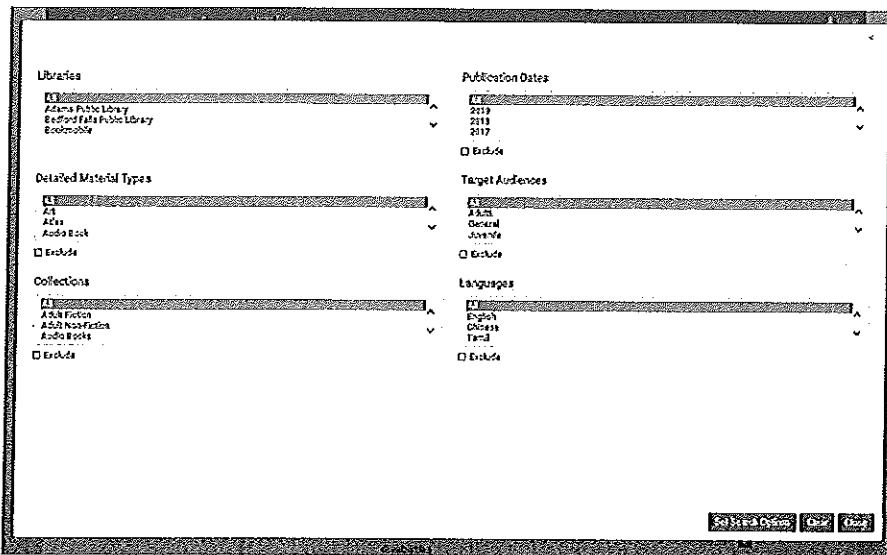 Libraries
All
Adams Public Library
Bedford Falls Public Library
Bookmobile
Publication Dates
All
2019
2018
2017
Exclude
Detailed Material Types
All
Art
Atlas
Audio Book
Exclude
Target Audiences
All
Adults
General
Juvenile
Exclude
Collections
All
Adult Fiction
Adult Non-Fiction
Audio Books
Exclude
Languages
All
English
Chinese
Tamil
Exclude
Set Search Options Clear Close